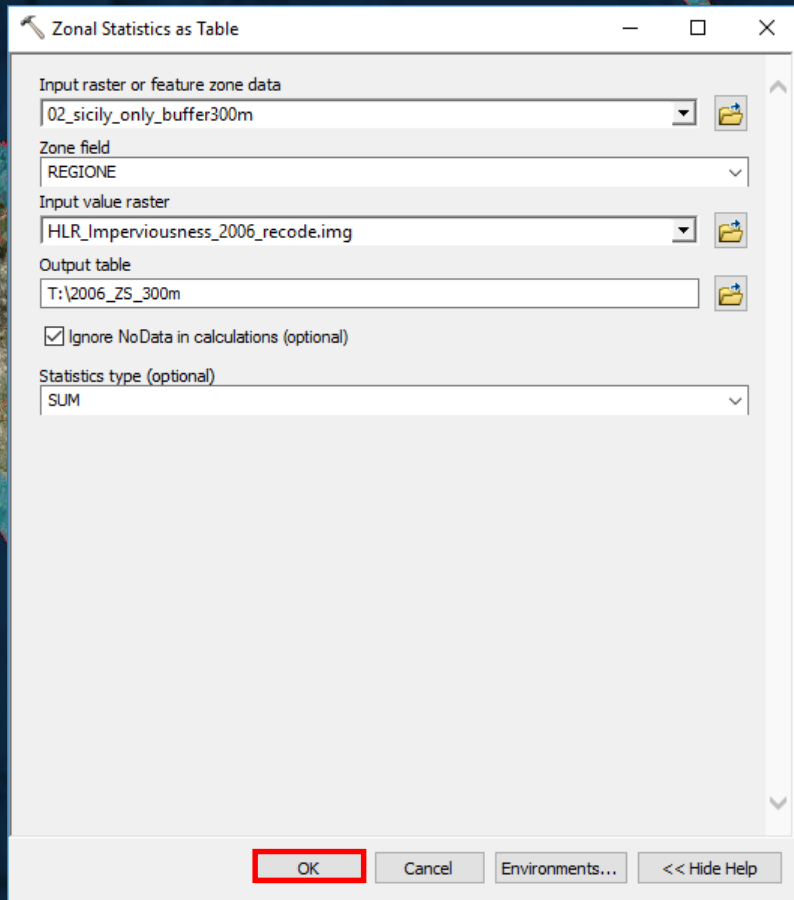 Zonal Statistics as Table
Input raster or feature zone data
02_sicily_only_buffer300m
Zone field
REGIONE
Input value raster
HLR_Imperviousness_2006_recode.img
Output table
T:\2006_ZS_300m
Ignore NoData in calculations (optional)
Statistics type (optional)
SUM
OK Cancel Environments... << Hide Help